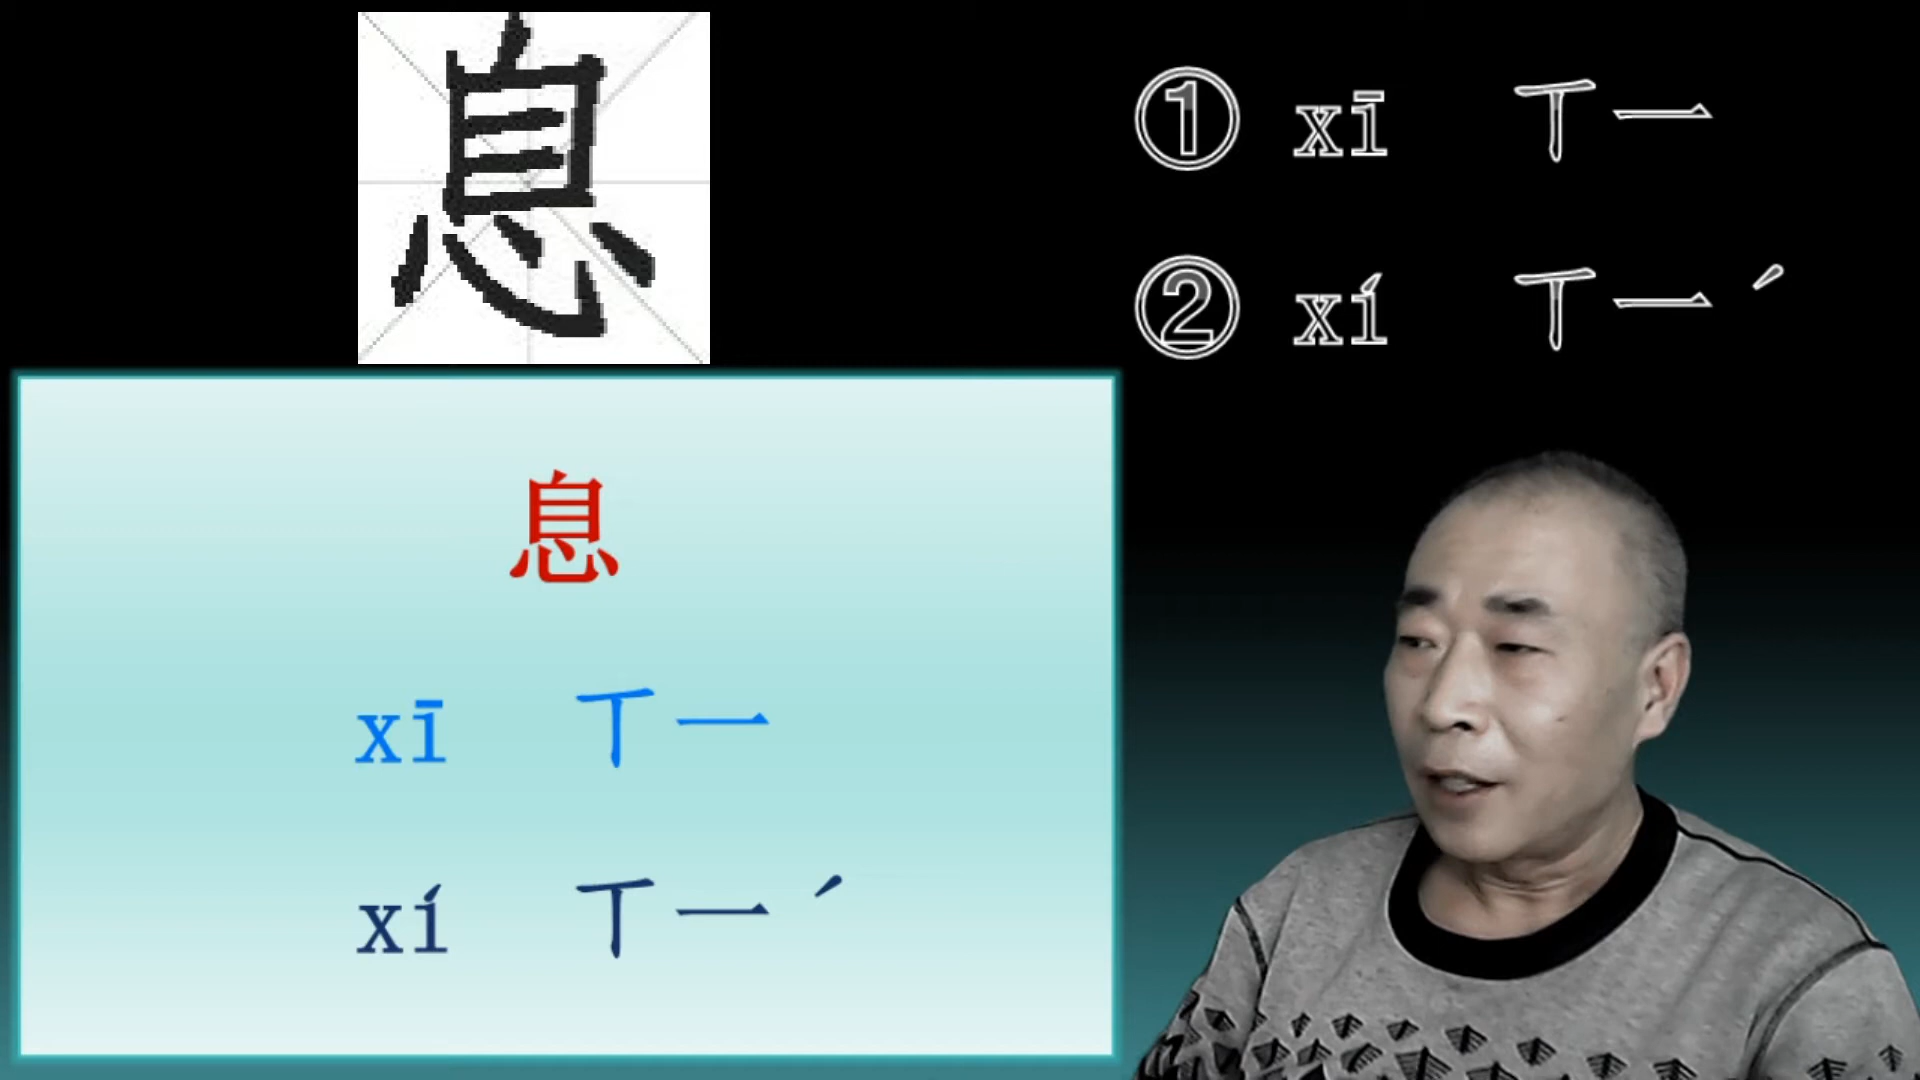 息
① xī ㄒㄧ
② xí ㄒㄧˊ
息
xī ㄒㄧ
xí ㄒㄧˊ